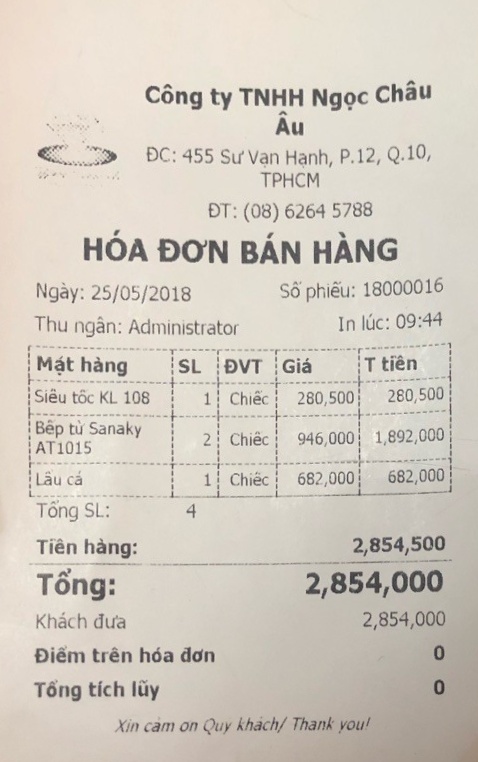 Công ty TNHH Ngọc Châu
Âu
ĐC: 455 Sư Vạn Hạnh, P.12, Q.10,
TPHCM
ĐT: (08) 6264 5788
HÓA ĐƠN BÁN HÀNG
Ngày: 25/05/2018 Số phiếu: 18000016
Thu ngân: Administrator In lúc: 09:44
Mặt hàng SL ĐVT Giá T tiền
Siêu tốc KL 108 1 Chiếc 280,500 280,500
Bếp từ Sanaky
AT1015 2 Chiếc 946,000 1,892,000
Lẩu cá 1 Chiếc 682,000 682,000
Tổng SL: 4
Tiền hàng: 2,854,500
Tổng: 2,854,000
Khách đưa 2,854,000
Điểm trên hóa đơn 0
Tổng tích lũy 0
Xin cảm ơn Quý khách/ Thank you!